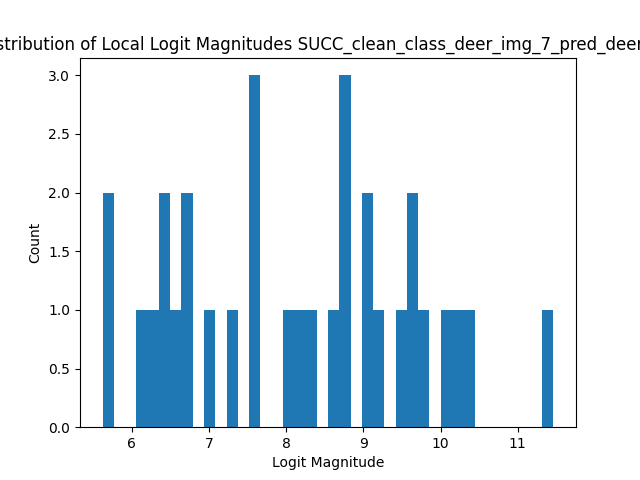 stribution of Local Logit Magnitudes SUCC_clean_class_deer_img_7_pred_deer
3.0
2.5
2.0
1.5
1.0
0.5
0.0
Count
6 7 8 9 10 11
Logit Magnitude